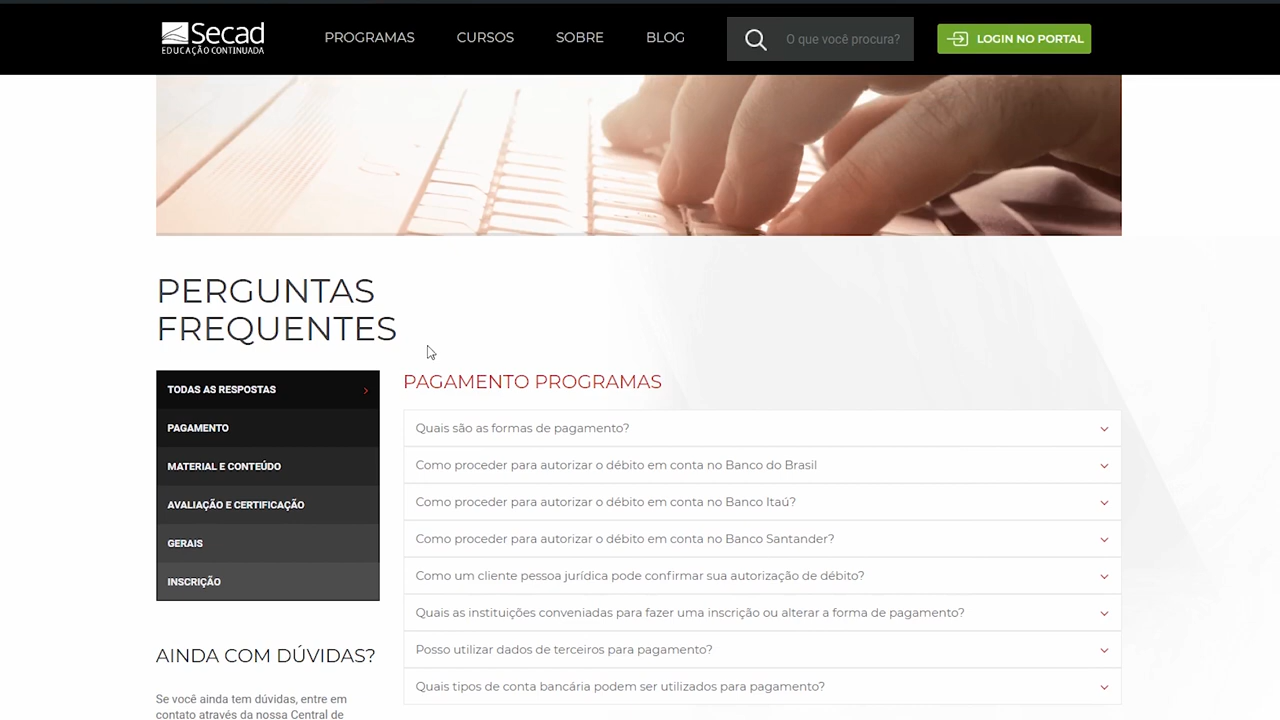 Secad
EDUCAÇÃO CONTINUADA
PROGRAMAS
CURSOS
SOBRE
BLOG
O que você procura?
LOGIN NO PORTAL
PERGUNTAS
FREQUENTES
TODAS AS RESPOSTAS
PAGAMENTO
MATERIAL E CONTEÚDO
AVALIAÇÃO E CERTIFICAÇÃO
GERAIS
INSCRIÇÃO
AINDA COM DÚVIDAS?
Se você ainda tem dúvidas, entre em
contato através da nossa Central de
PAGAMENTO PROGRAMAS
Quais são as formas de pagamento?
Como proceder para autorizar o débito em conta no Banco do Brasil
Como proceder para autorizar o débito em conta no Banco Itaú?
Como proceder para autorizar o débito em conta no Banco Santander?
Como um cliente pessoa jurídica pode confirmar sua autorização de débito?
Quais as instituições conveniadas para fazer uma inscrição ou alterar a forma de pagamento?
Posso utilizar dados de terceiros para pagamento?
Quais tipos de conta bancária podem ser utilizados para pagamento?